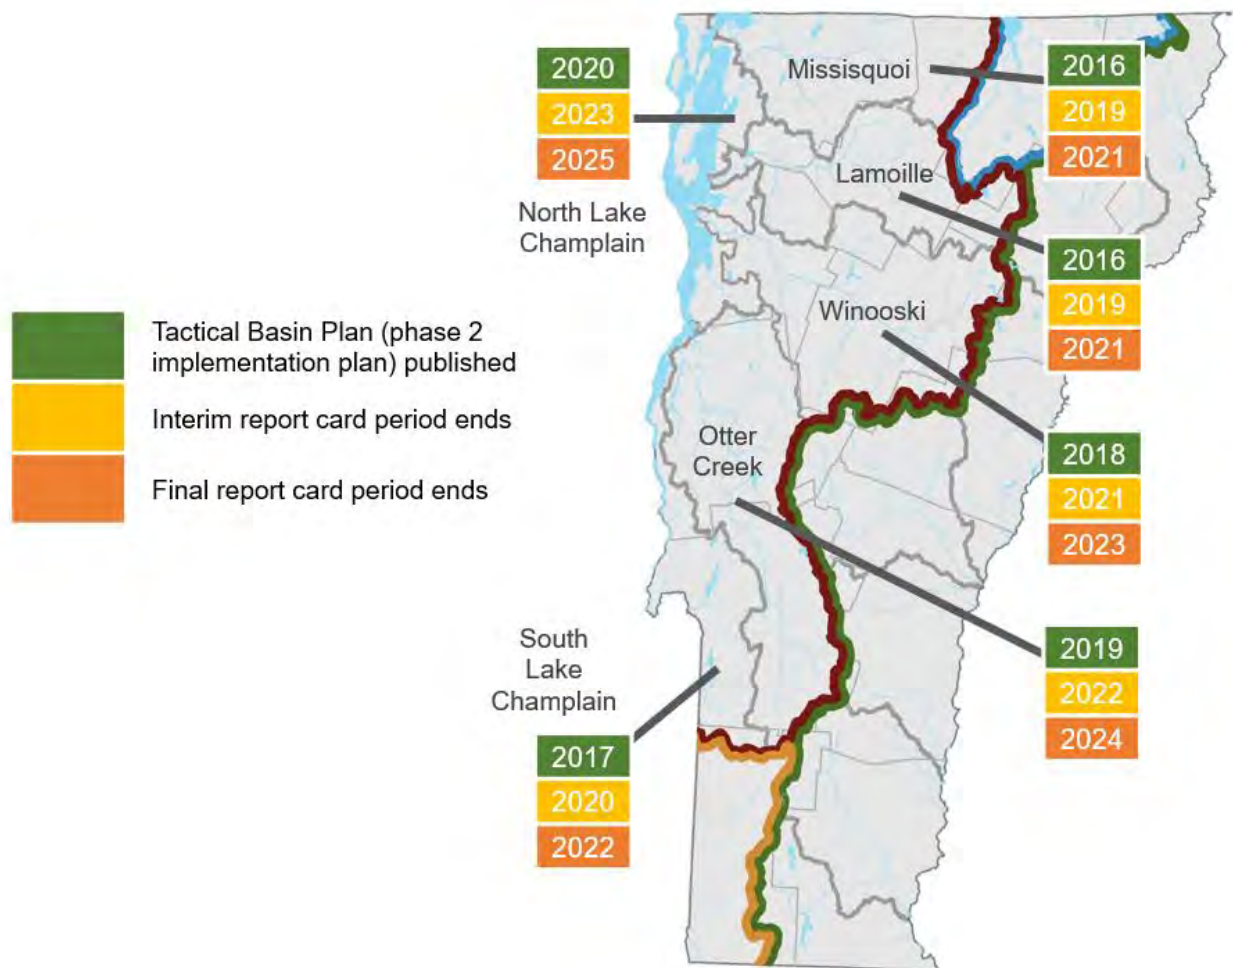 2020
2023
2025
North Lake
Champlain
Missisquoi
2016
2019
2021
Lamoille
2016
2019
2021
Winooski
2018
2021
2023
Tactical Basin Plan (phase 2
implementation plan) published
Interim report card period ends
Final report card period ends
Otter
Creek
2019
2022
2024
South
Lake
Champlain
2017
2020
2022